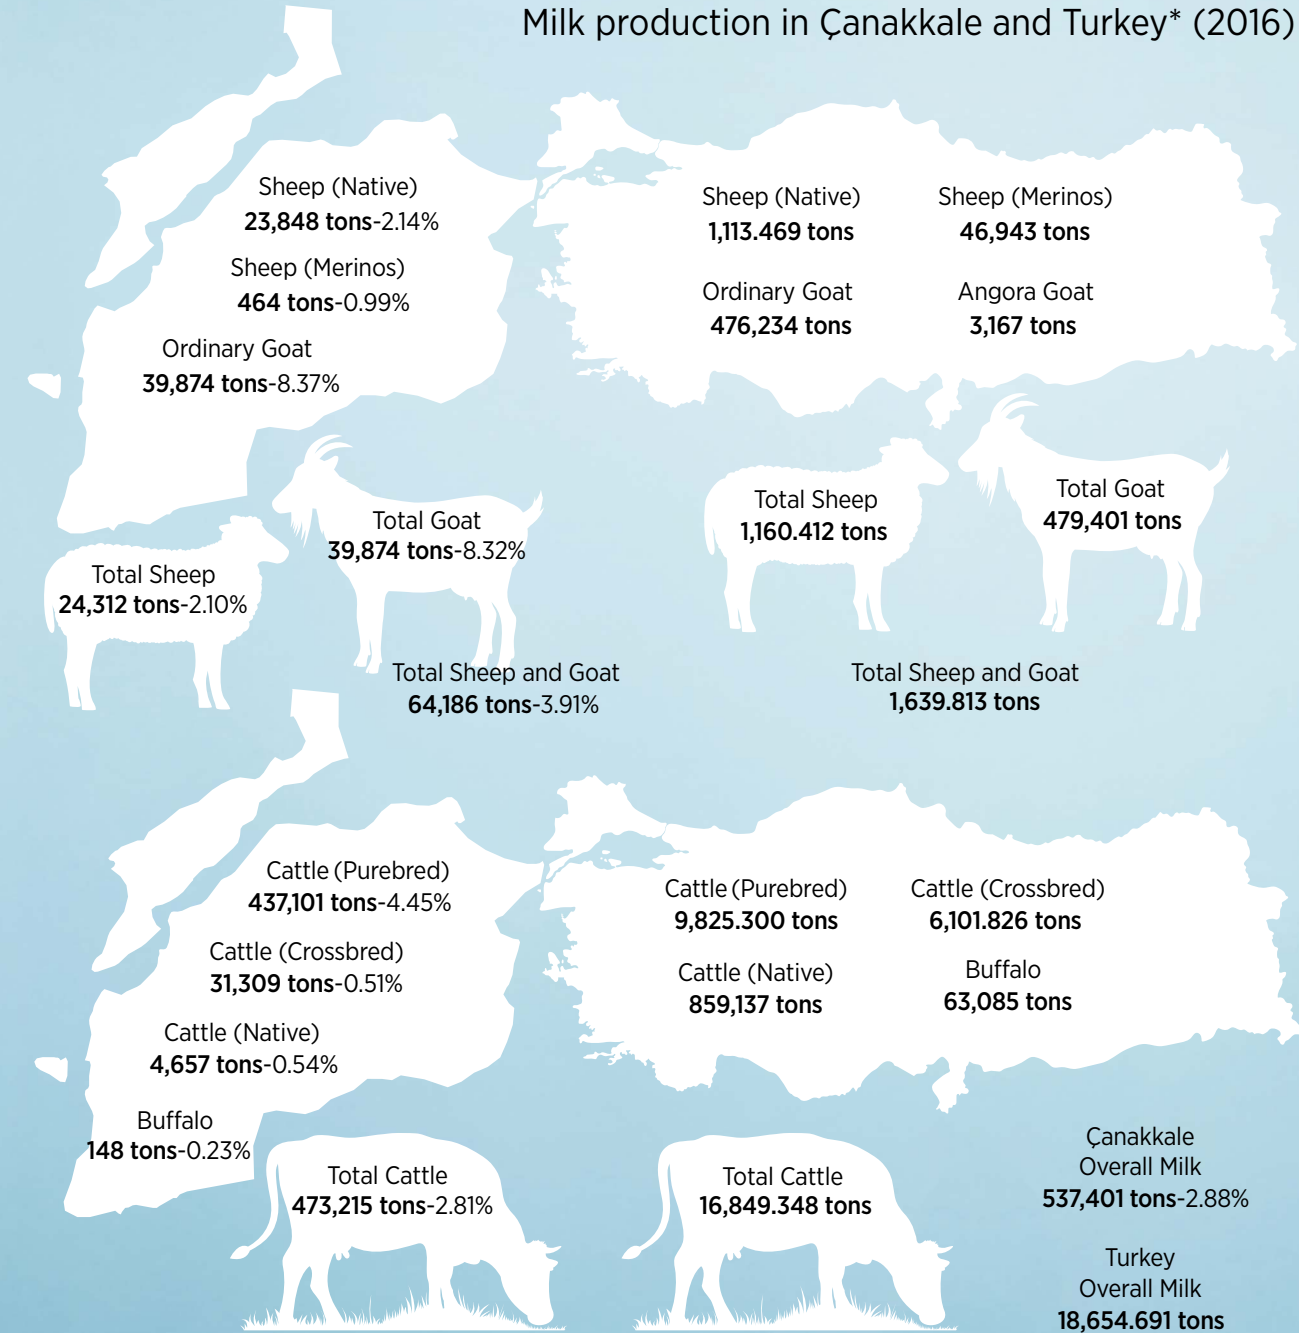 Milk production in Çanakkale and Turkey* (2016)
Sheep (Native)
23,848 tons-2.14%
Sheep (Merinos)
464 tons-0.99%
Ordinary Goat
39,874 tons-8.37%
Sheep (Native)
1,113.469 tons
Sheep (Merinos)
46,943 tons
Ordinary Goat
476,234 tons
Angora Goat
3,167 tons
Total Sheep
24,312 tons-2.10%
Total Goat
39,874 tons-8.32%
Total Sheep and Goat
64,186 tons-3.91%
Total Sheep
1,160.412 tons
Total Goat
479,401 tons
Total Sheep and Goat
1,639.813 tons
Cattle (Purebred)
437,101 tons-4.45%
Cattle (Crossbred)
31,309 tons-0.51%
Cattle (Native)
4,657 tons-0.54%
Buffalo
148 tons-0.23%
Total Cattle
473,215 tons-2.81%
Cattle (Purebred)
9,825.300 tons
Cattle (Crossbred)
6,101.826 tons
Cattle (Native)
859,137 tons
Buffalo
63,085 tons
Total Cattle
16,849.348 tons
Çanakkale
Overall Milk
537,401 tons-2.88%
Turkey
Overall Milk
18,654.691 tons